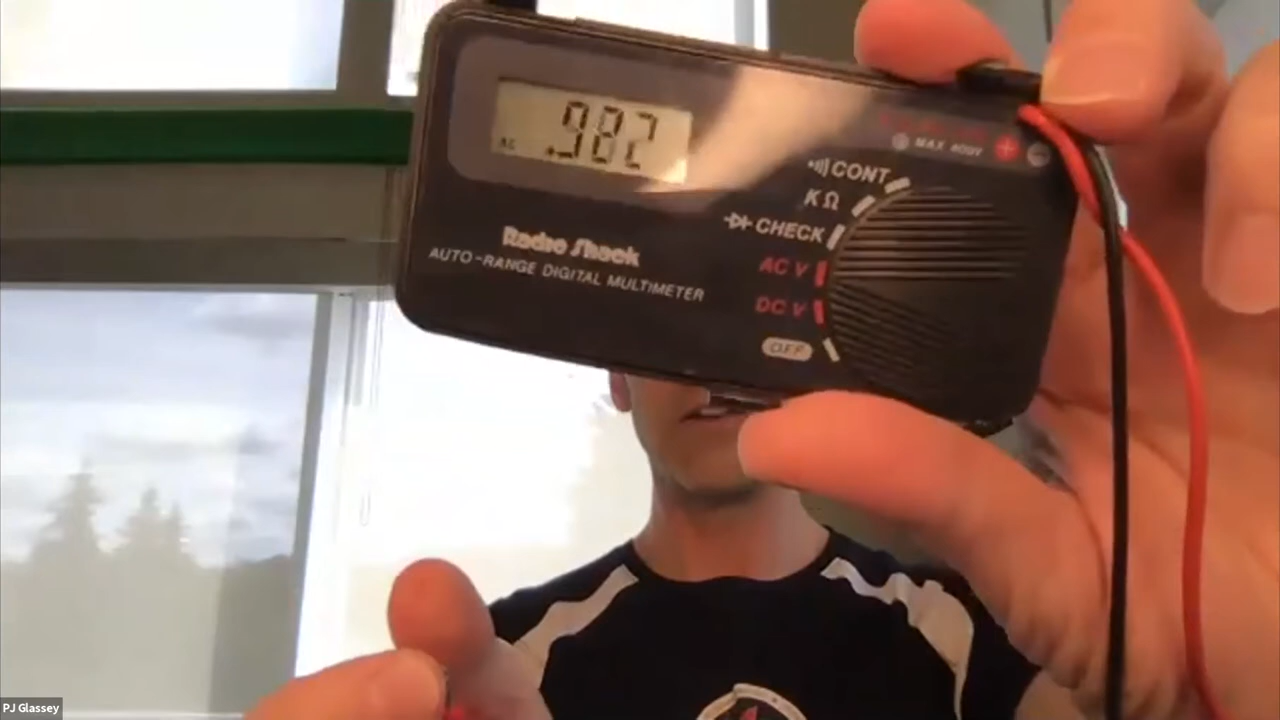 .982
AC
MAX 400V
CONT
KΩ
CHECK
Radio Shack
AUTO-RANGE DIGITAL MULTIMETER
AC V
DC V
OFF
PJ Glassey